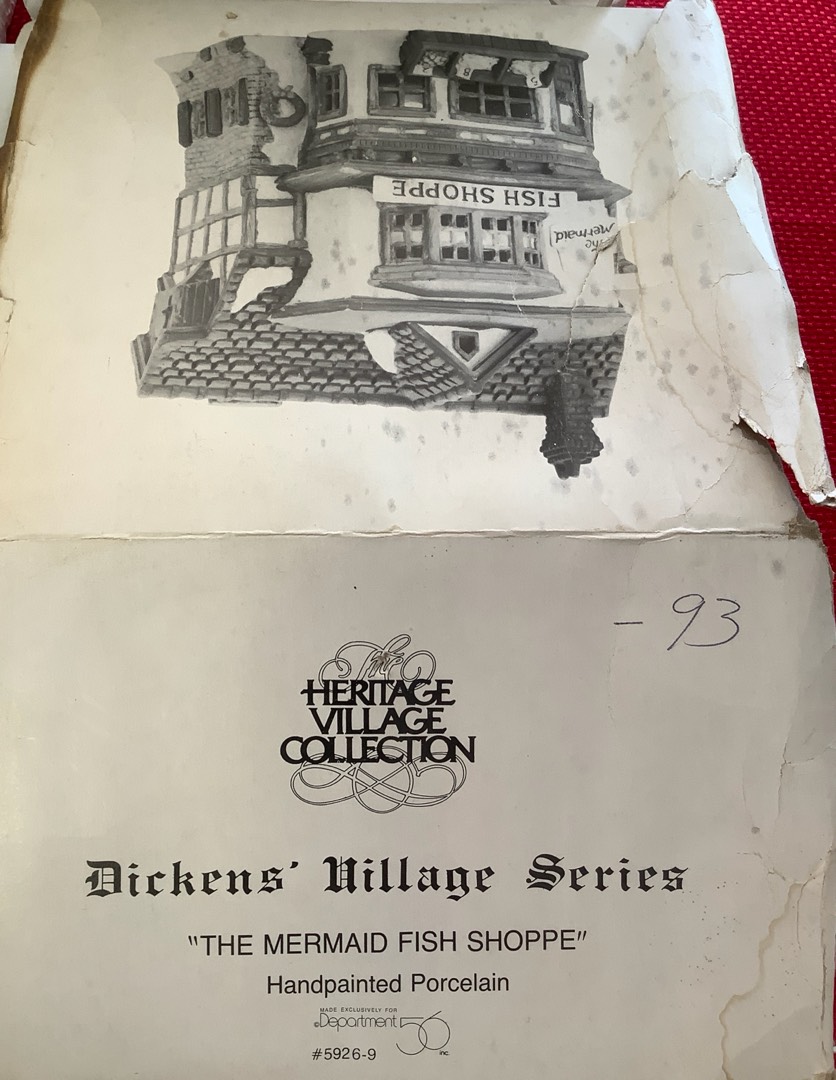 FISH SHOPPE
The
Mermaid
- 93
The
HERITAGE
VILLAGE
COLLECTION
Dickens' Village Series
"THE MERMAID FISH SHOPPE"
Handpainted Porcelain
MADE EXCLUSIVELY FOR
©Department 56 inc.
#5926-9